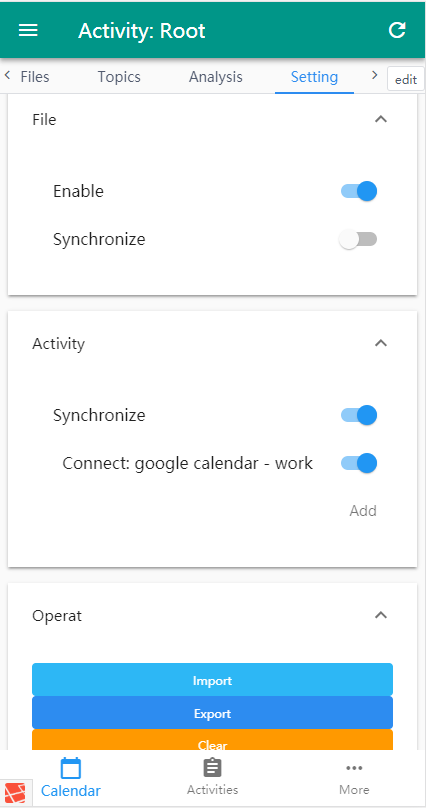 Activity: Root
Files Topics Analysis Setting edit
File
Enable
Synchronize
Activity
Synchronize
Connect: google calendar - work
Add
Operat
Import
Export
Clear
Calendar Activities More